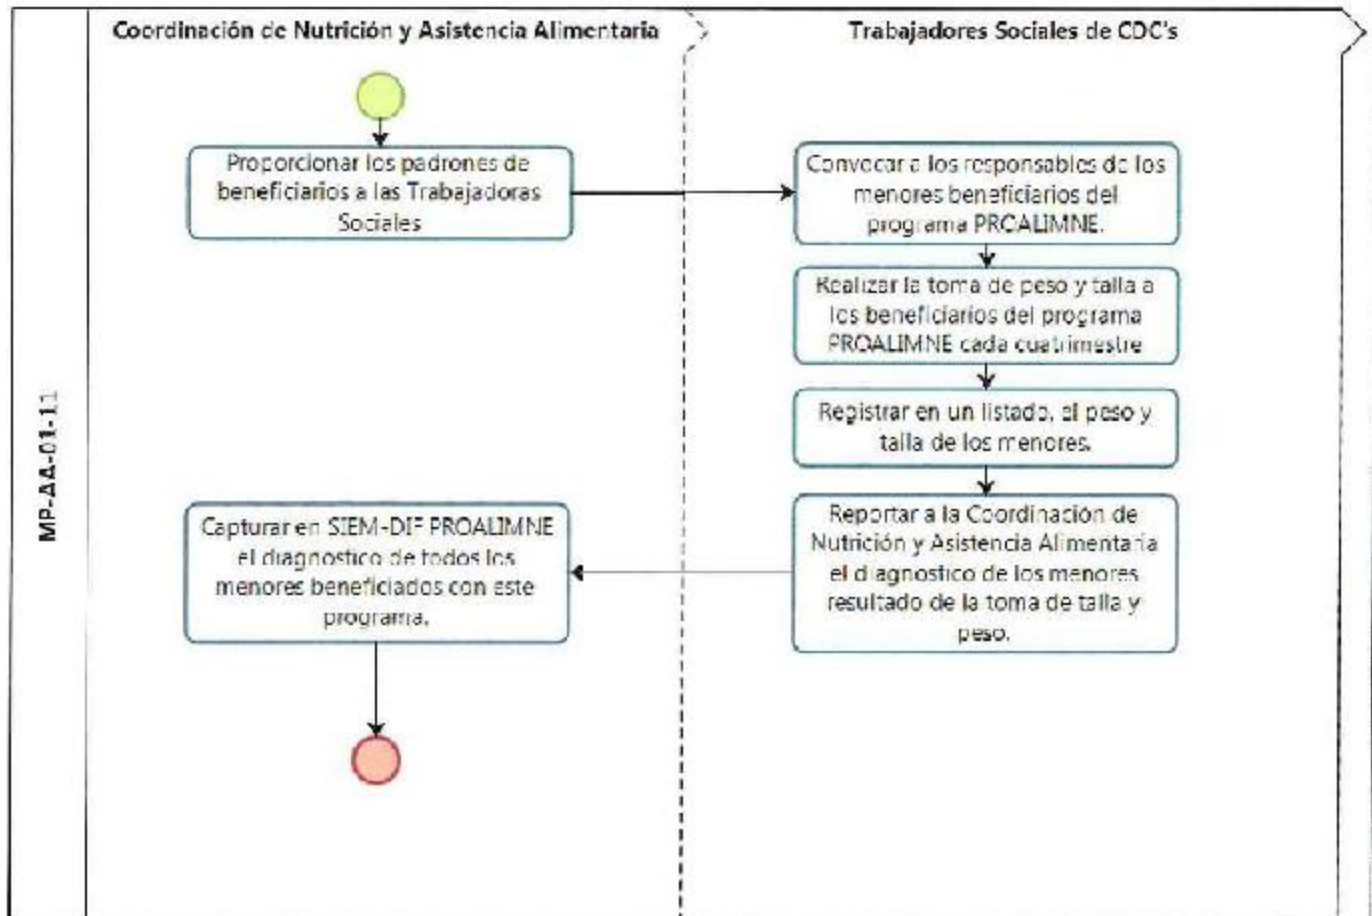 Coordinación de Nutrición y Asistencia Alimentaria
Trabajadores Sociales de CDC's
MP-AA-01-11
Proporcionar los padrones de
beneficiarios a las Trabajadoras
Sociales
Convocar a los responsables de los
menores beneficiarios del
programa PROALIMNE.
Realizar la toma de peso y talla a
los beneficiarios del programa
PROALIMNE cada cuatrimestre
Registrar en un listado, el peso y
talla de los menores.
Reportar a la Coordinación de
Nutrición y Asistencia Alimentaria
el diagnostico de los menores
resultado de la toma de talla y
peso.
Capturar en SIEM-DIF PROALIMNE
el diagnostico de todos los
menores beneficiados con este
programa.